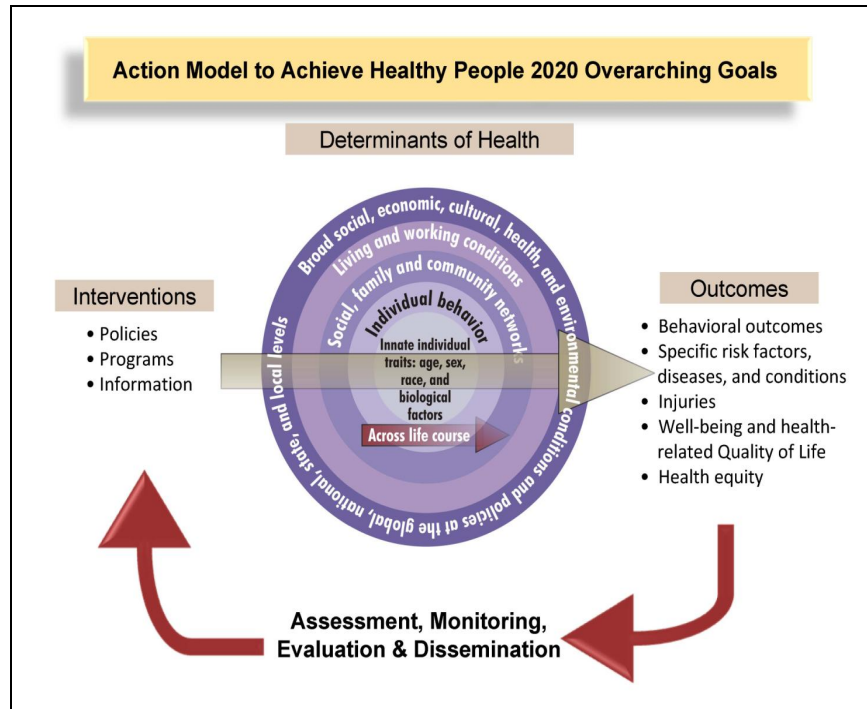 Action Model to Achieve Healthy People 2020 Overarching Goals
Determinants of Health
Broad social, economic, cultural, health, and environmental conditions and policies at the global, national, state, and local levels
Living and working conditions
Social, family and community networks
Individual behavior
Innate individual
traits: age, sex,
race, and
biological
factors
Across life course
Interventions
• Policies
• Programs
• Information
Outcomes
• Behavioral outcomes
• Specific risk factors,
diseases, and conditions
• Injuries
• Well-being and health-
related Quality of Life
• Health equity
Assessment, Monitoring,
Evaluation & Dissemination